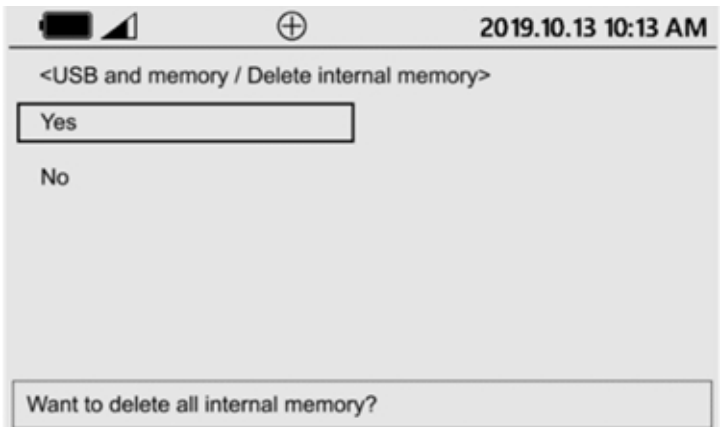 2019.10.13 10:13 AM
<USB and memory / Delete internal memory>
Yes
No
Want to delete all internal memory?